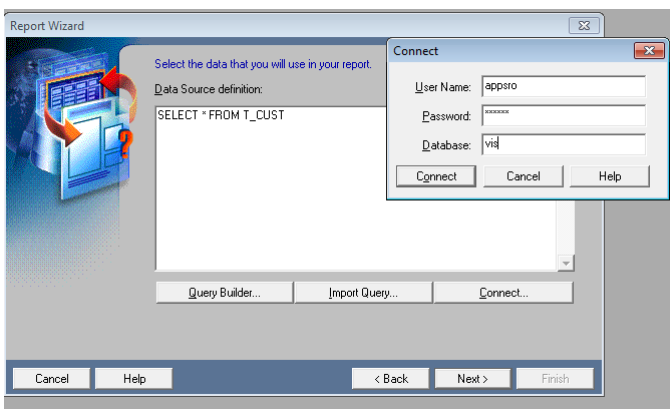 Report Wizard
Select the data that you will use in your report.
Data Source definition:
SELECT * FROM T_CUST
Connect
User Name: appsro
Password: ******
Database: vis
Connect Cancel Help
Query Builder... Import Query... Connect...
Cancel Help < Back Next > Finish